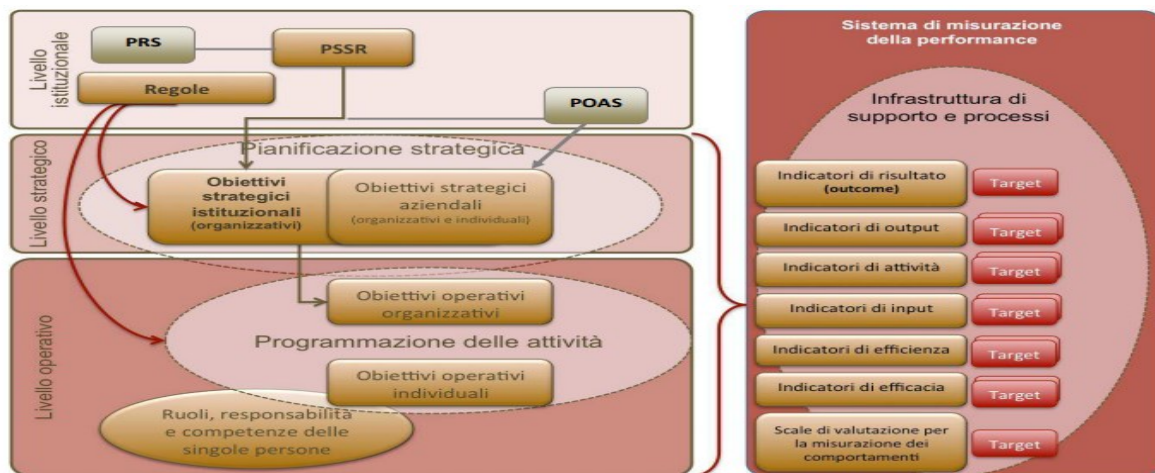 Livello
istituzionale
PRS
PSSR
Regole
POAS
Livello strategico
Pianificazione strategica
Obiettivi
strategici
istituzionali
(organizzativi)
Obiettivi strategici
aziendali
(organizzativi e individuali)
Livello operativo
Obiettivi operativi
organizzativi
Programmazione delle attività
Obiettivi operativi
individuali
Ruoli, responsabilità
e competenze delle
singole persone
Sistema di misurazione
della performance
Infrastruttura di
supporto e processi
Indicatori di risultato
(outcome)
Target
Indicatori di output
Target
Indicatori di attività
Target
Indicatori di input
Target
Indicatori di efficienza
Target
Indicatori di efficacia
Target
Scale di valutazione per
la misurazione dei
comportamenti
Target